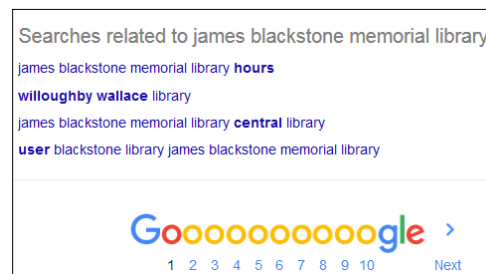 Searches related to james blackstone memorial library
james blackstone memorial library hours
willoughby wallace library
james blackstone memorial library central library
user blackstone library james blackstone memorial library
Goooooooooogle >
1 2 3 4 5 6 7 8 9 10 Next